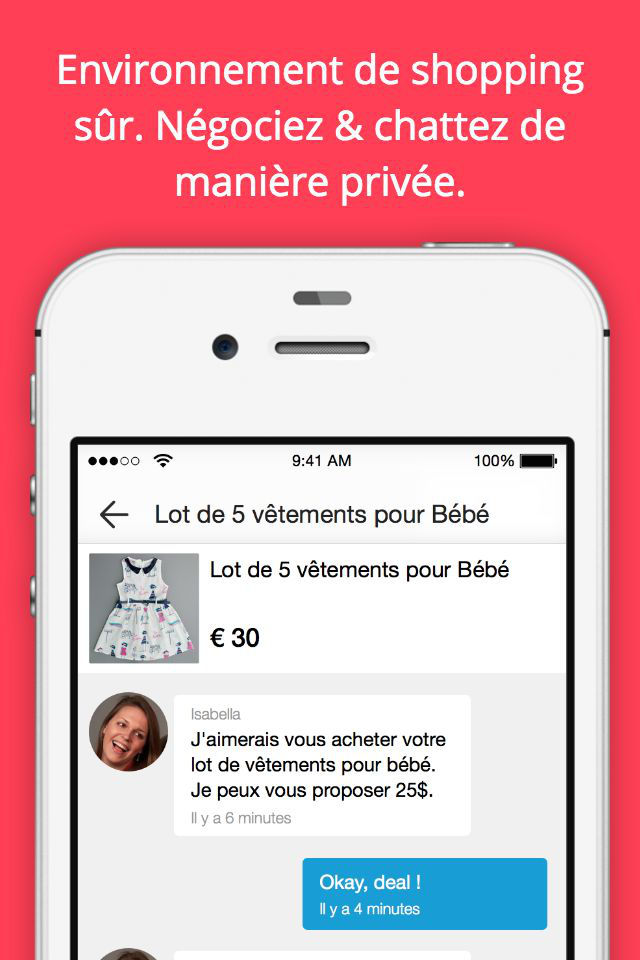 Environnement de shopping
sûr. Négociez & chattez de
manière privée.
9:41 AM
100%
Lot de 5 vêtements pour Bébé
Lot de 5 vêtements pour Bébé
€ 30
Isabella
J'aimerais vous acheter votre
lot de vêtements pour bébé.
Je peux vous proposer 25$.
Il y a 6 minutes
Okay, deal !
Il y a 4 minutes